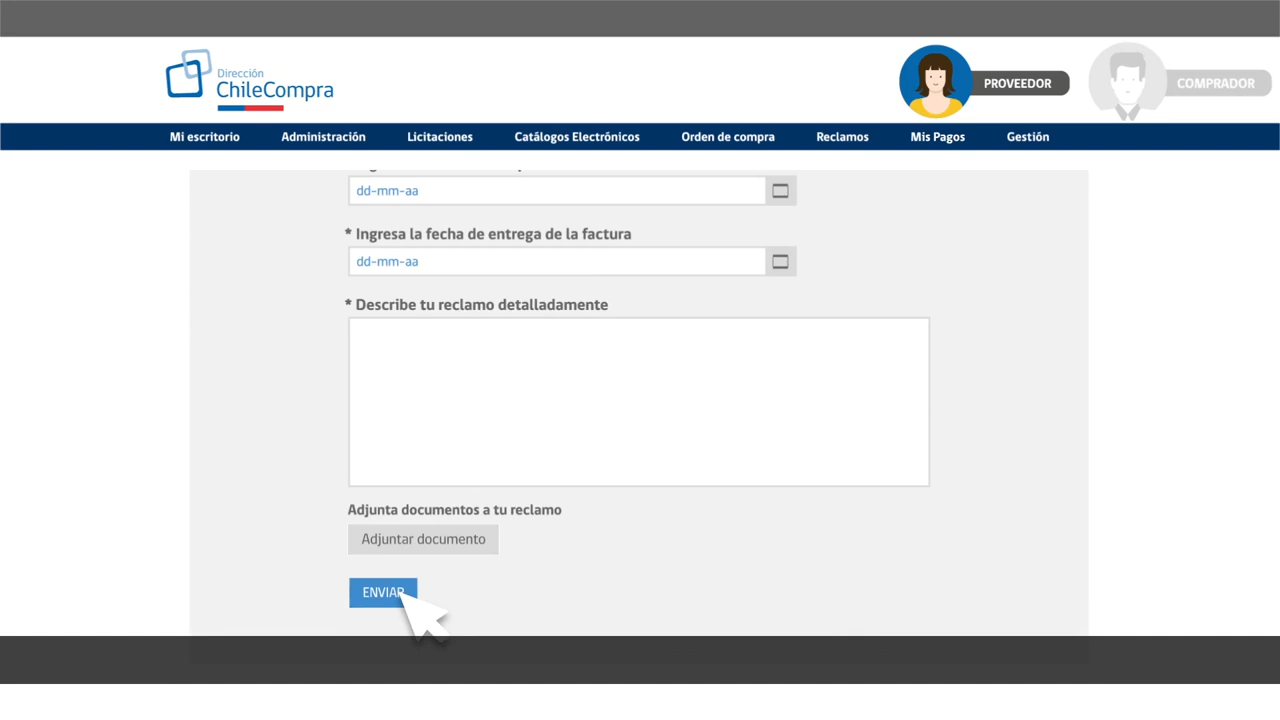 Dirección
ChileCompra
PROVEEDOR
COMPRADOR
Mi escritorio
Administración
Licitaciones
Catálogos Electrónicos
Orden de compra
Reclamos
Mis Pagos
Gestión
dd-mm-aa
* Ingresa la fecha de entrega de la factura
dd-mm-aa
* Describe tu reclamo detalladamente
Adjunta documentos a tu reclamo
Adjuntar documento
ENVIAR